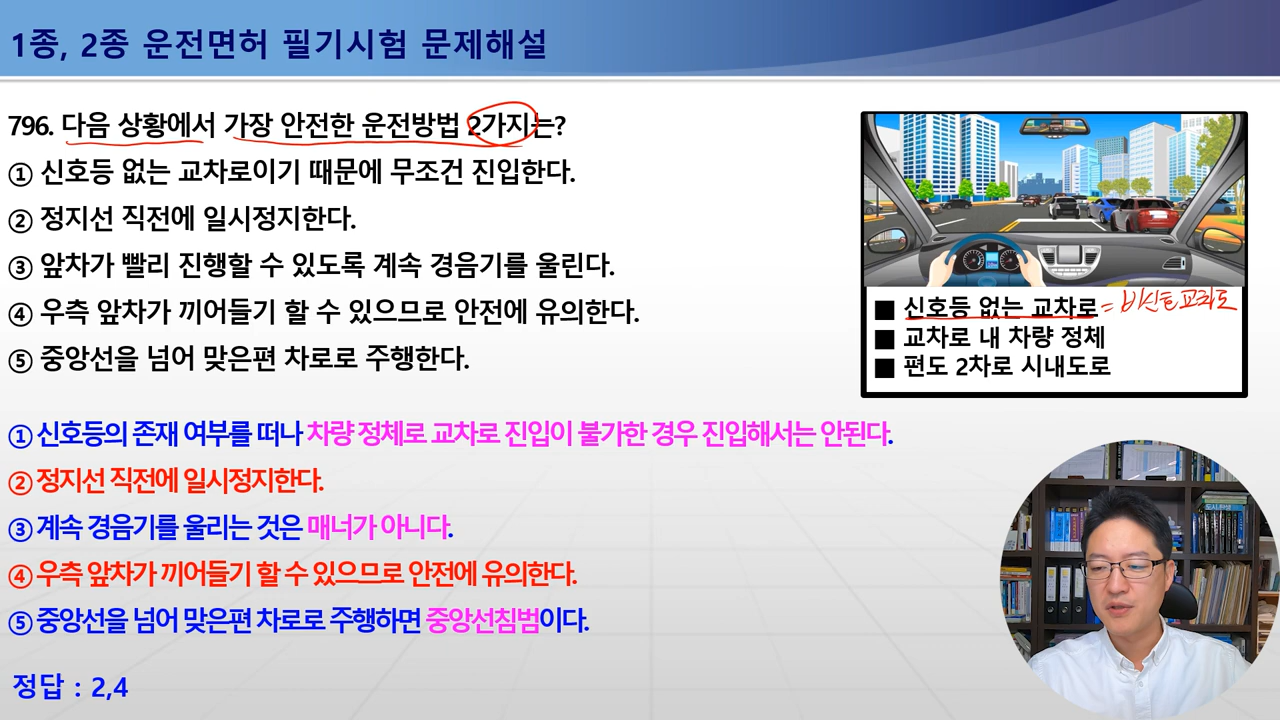 1종, 2종 운전면허 필기시험 문제해설
796. 다음 상황에서 가장 안전한 운전방법 2가지는?
① 신호등 없는 교차로이기 때문에 무조건 진입한다.
② 정지선 직전에 일시정지한다.
③ 앞차가 빨리 진행할 수 있도록 계속 경음기를 울린다.
④ 우측 앞차가 끼어들기 할 수 있으므로 안전에 유의한다.
⑤ 중앙선을 넘어 맞은편 차로로 주행한다.
■ 신호등 없는 교차로 = 비신호교차로
■ 교차로 내 차량 정체
■ 편도 2차로 시내도로
① 신호등의 존재 여부를 떠나 차량 정체로 교차로 진입이 불가한 경우 진입해서는 안된다.
② 정지선 직전에 일시정지한다.
③ 계속 경음기를 울리는 것은 매너가 아니다.
④ 우측 앞차가 끼어들기 할 수 있으므로 안전에 유의한다.
⑤ 중앙선을 넘어 맞은편 차로로 주행하면 중앙선침범이다.
정답 : 2,4